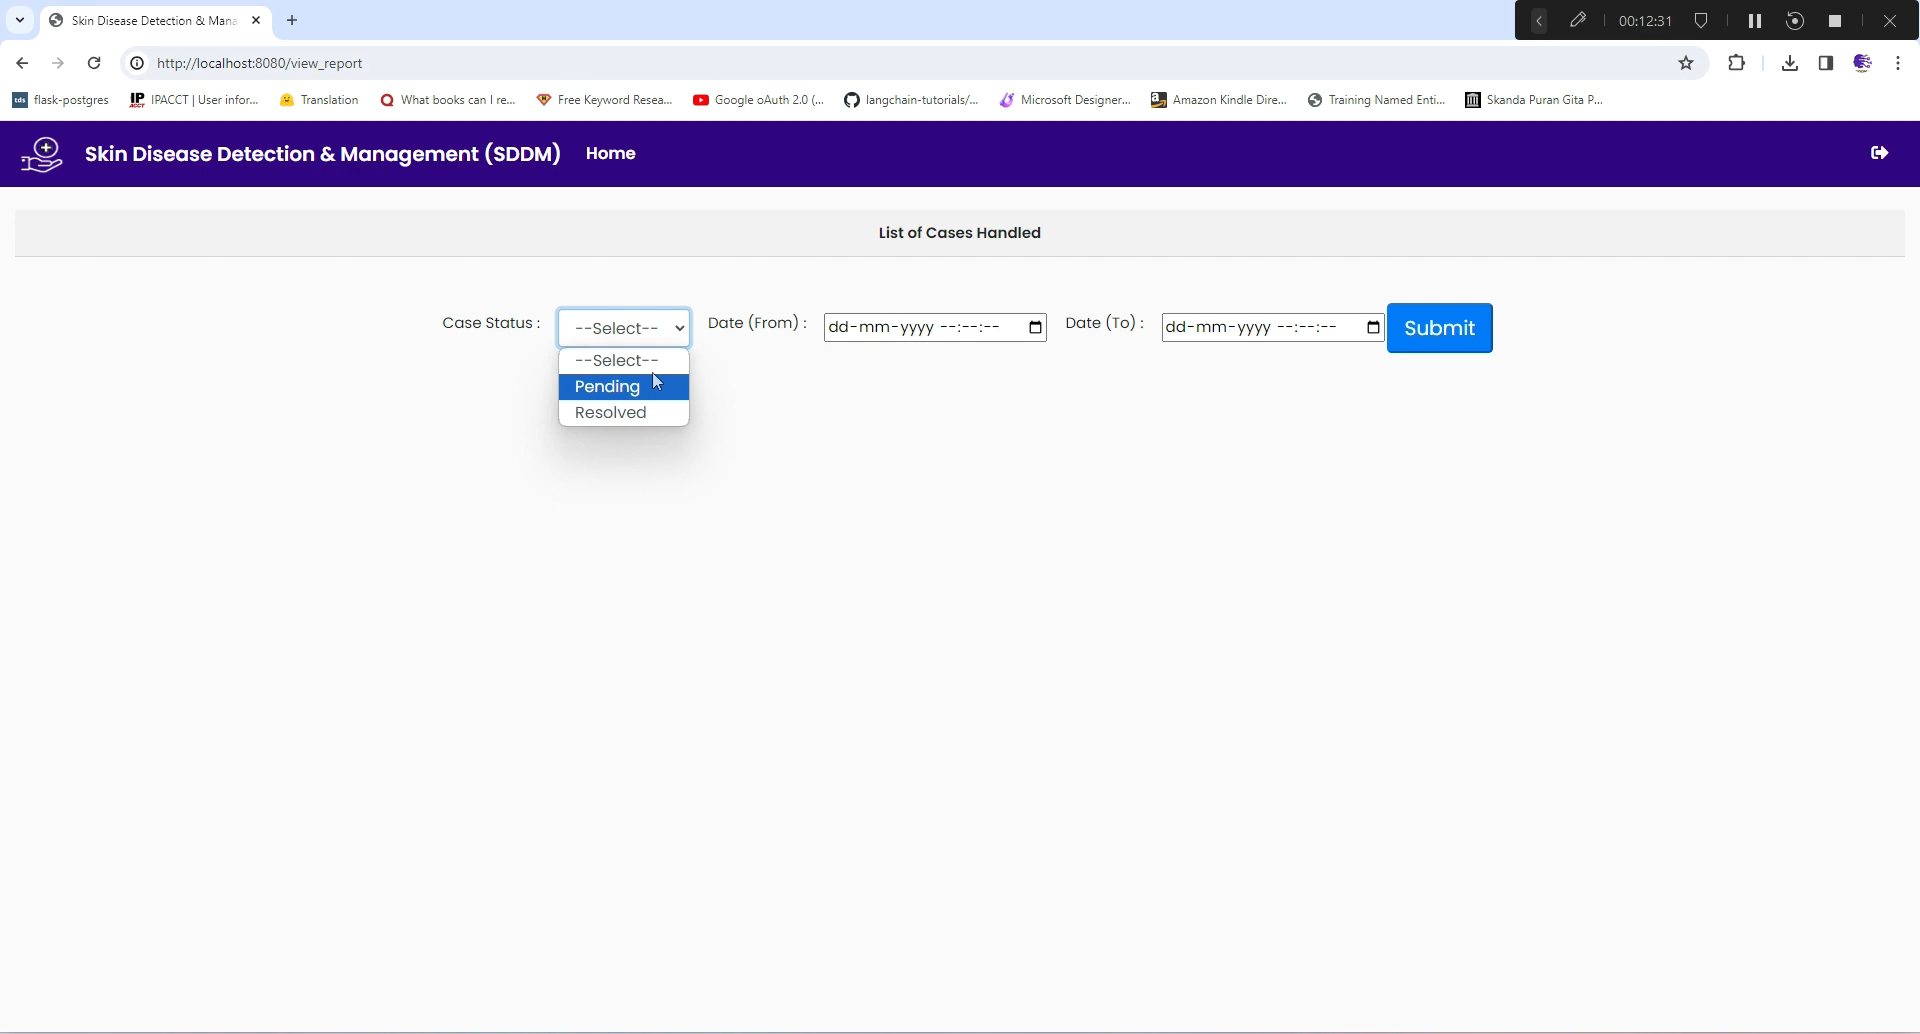 Skin Disease Detection & Mana
00:12:31
http://localhost:8080/view_report
tds flask-postgres IP ACCT IPACCT | User infor... Translation What books can I re... Free Keyword Resea... Google oAuth 2.0 (... langchain-tutorials/... Microsoft Designer... Amazon Kindle Dire... Training Named Enti... Skanda Puran Gita P...
Skin Disease Detection & Management (SDDM) Home
List of Cases Handled
Case Status : --Select-- Date (From) : dd-mm-yyyy --:--:-- Date (To) : dd-mm-yyyy --:--:-- Submit
--Select--
Pending
Resolved